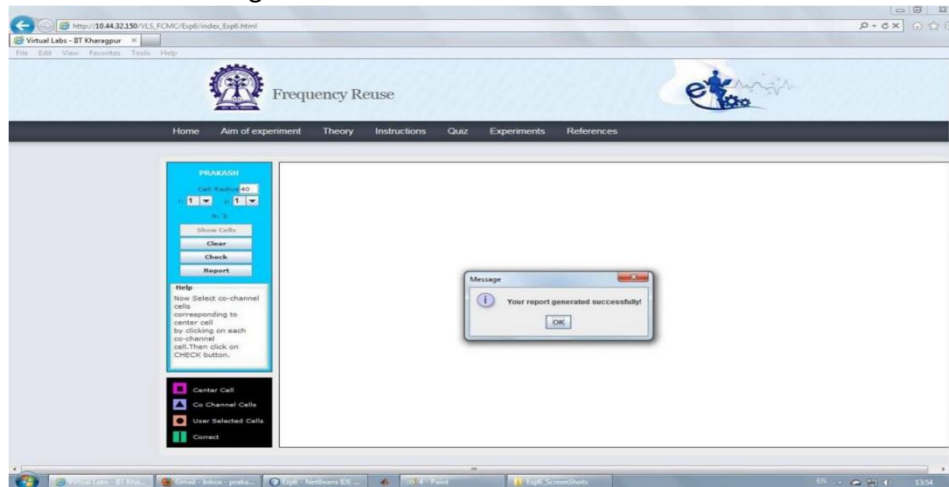 http://10.44.32.150/VLS_FCMC/Exp6/index_Exp6.html
Virtual Labs - IIT Kharagpur
File Edit View Favorites Tools Help
Frequency Reuse
Home Aim of experiment Theory Instructions Quiz Experiments References
PRAKASH
Cell Radius 40
1 1
Show Cells
Clear
Check
Report
Help
Now Select co-channel
cells
corresponding to
center cell
by clicking on each
co-channel
cell.Then click on
CHECK button.
Message
Your report generated successfully!
OK
Center Cell
Co Channel Cells
User Selected Cells
Correct
Virtual Labs - IIT Kha... Gmail - Inbox - praka... Exp6 - NetBeans IDE ... Paint Exp6_ScreenShots EN 13:54